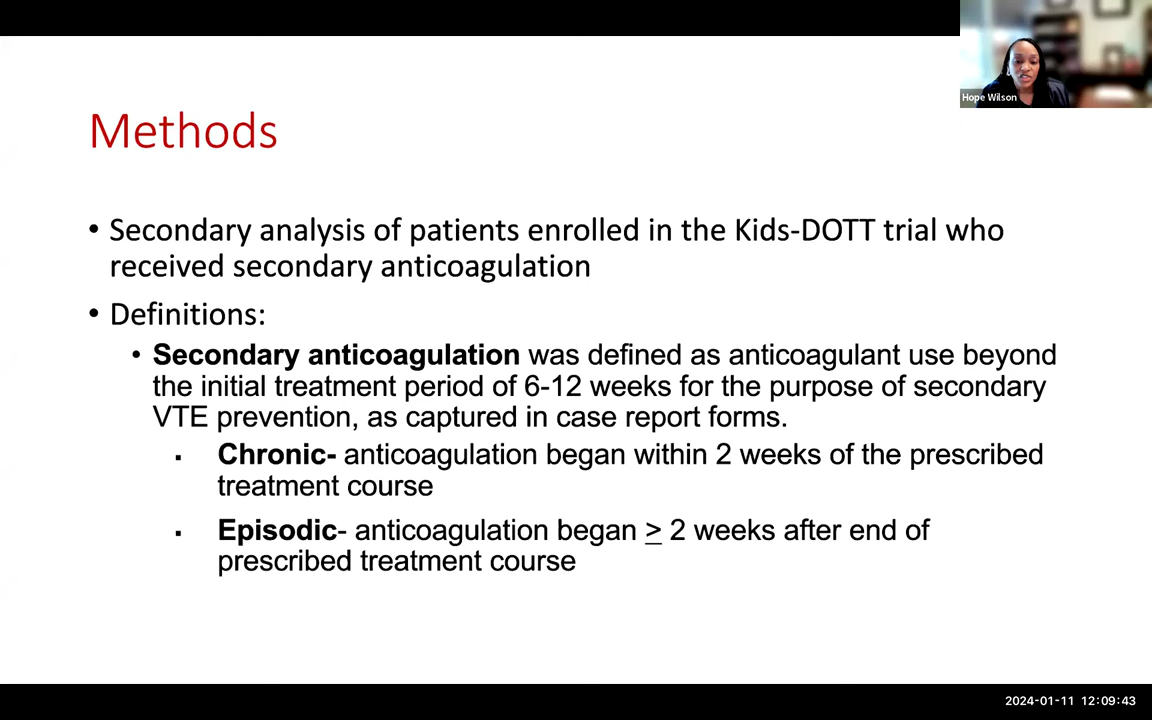 Hope Wilson
Methods
• Secondary analysis of patients enrolled in the Kids-DOTT trial who
received secondary anticoagulation
• Definitions:
• Secondary anticoagulation was defined as anticoagulant use beyond
the initial treatment period of 6-12 weeks for the purpose of secondary
VTE prevention, as captured in case report forms.
▪ Chronic- anticoagulation began within 2 weeks of the prescribed
treatment course
▪ Episodic- anticoagulation began ≥ 2 weeks after end of
prescribed treatment course
2024-01-11 12:09:43